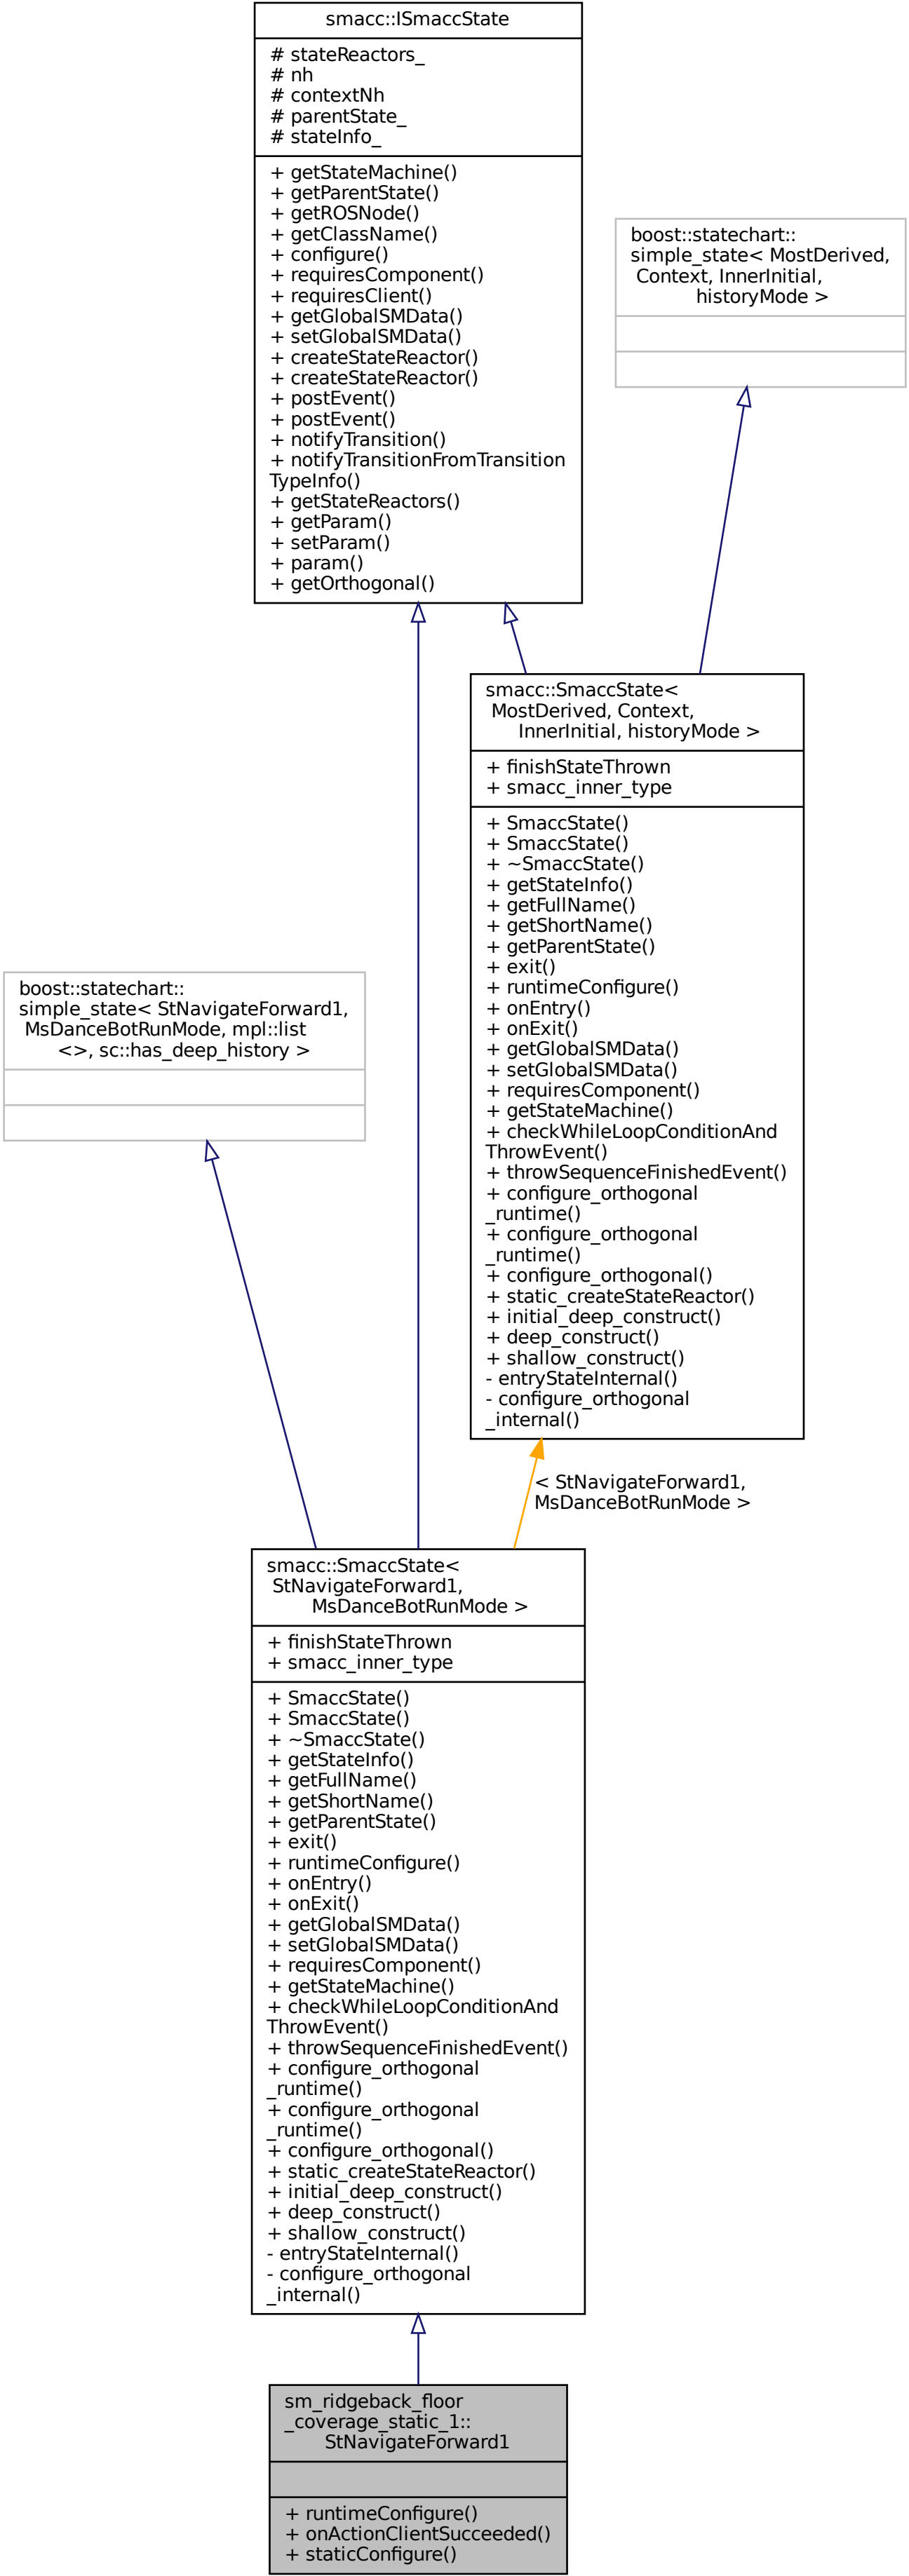 smacc::ISmaccState
# stateReactors_
# nh
# contextNh
# parentState_
# stateInfo_
+ getStateMachine()
+ getParentState()
+ getROSNode()
+ getClassName()
+ configure()
+ requiresComponent()
+ requiresClient()
+ getGlobalSMData()
+ setGlobalSMData()
+ createStateReactor()
+ createStateReactor()
+ postEvent()
+ postEvent()
+ notifyTransition()
+ notifyTransitionFromTransition
TypeInfo()
+ getStateReactors()
+ getParam()
+ setParam()
+ param()
+ getOrthogonal()
boost::statechart::
simple_state< MostDerived,
Context, InnerInitial,
historyMode >
smacc::SmaccState<
MostDerived, Context,
InnerInitial, historyMode >
+ finishStateThrown
+ smacc_inner_type
+ SmaccState()
+ SmaccState()
+ ~SmaccState()
+ getStateInfo()
+ getFullName()
+ getShortName()
+ getParentState()
+ exit()
+ runtimeConfigure()
+ onEntry()
+ onExit()
+ getGlobalSMData()
+ setGlobalSMData()
+ requiresComponent()
+ getStateMachine()
+ checkWhileLoopConditionAnd
ThrowEvent()
+ throwSequenceFinishedEvent()
+ configure_orthogonal
_runtime()
+ configure_orthogonal
_runtime()
+ configure_orthogonal()
+ static_createStateReactor()
+ initial_deep_construct()
+ deep_construct()
+ shallow_construct()
- entryStateInternal()
- configure_orthogonal
_internal()
boost::statechart::
simple_state< StNavigateForward1,
MsDanceBotRunMode, mpl::list
<>, sc::has_deep_history >
< StNavigateForward1,
MsDanceBotRunMode >
smacc::SmaccState<
StNavigateForward1,
MsDanceBotRunMode >
+ finishStateThrown
+ smacc_inner_type
+ SmaccState()
+ SmaccState()
+ ~SmaccState()
+ getStateInfo()
+ getFullName()
+ getShortName()
+ getParentState()
+ exit()
+ runtimeConfigure()
+ onEntry()
+ onExit()
+ getGlobalSMData()
+ setGlobalSMData()
+ requiresComponent()
+ getStateMachine()
+ checkWhileLoopConditionAnd
ThrowEvent()
+ throwSequenceFinishedEvent()
+ configure_orthogonal
_runtime()
+ configure_orthogonal
_runtime()
+ configure_orthogonal()
+ static_createStateReactor()
+ initial_deep_construct()
+ deep_construct()
+ shallow_construct()
- entryStateInternal()
- configure_orthogonal
_internal()
sm_ridgeback_floor
_coverage_static_1::
StNavigateForward1
+ runtimeConfigure()
+ onActionClientSucceeded()
+ staticConfigure()